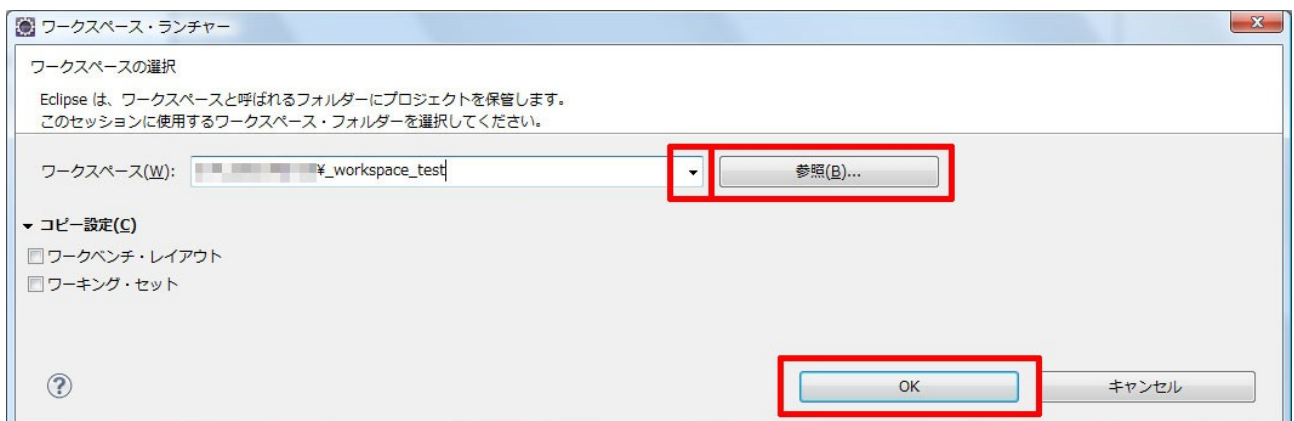 ワークスペース・ランチャー
ワークスペースの選択
Eclipse は、ワークスペースと呼ばれるフォルダーにプロジェクトを保管します。
このセッションに使用するワークスペース・フォルダーを選択してください。
ワークスペース(W): ¥_workspace_test 参照(B)...
コピー設定(C)
ワークベンチ・レイアウト
ワーキング・セット
? OK キャンセル